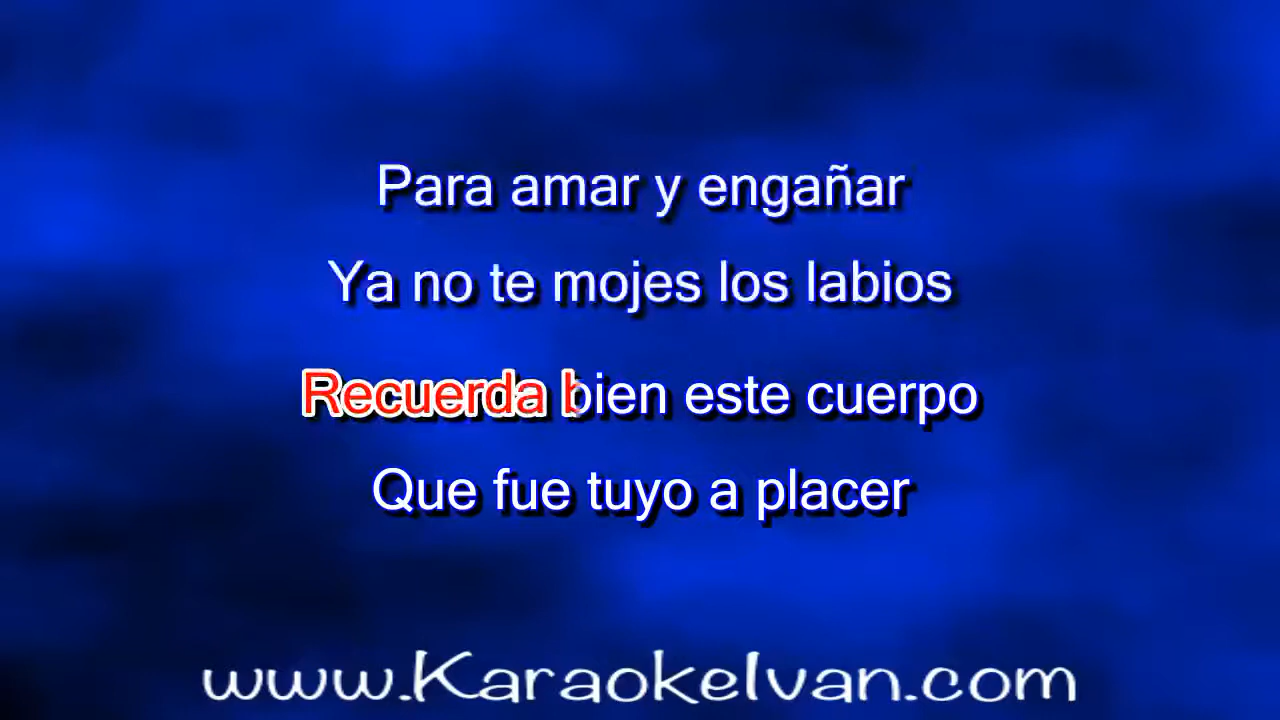 Para amar y engañar
Ya no te mojes los labios
Recuerda bien este cuerpo
Que fue tuyo a placer
www.KaraokeIvan.com